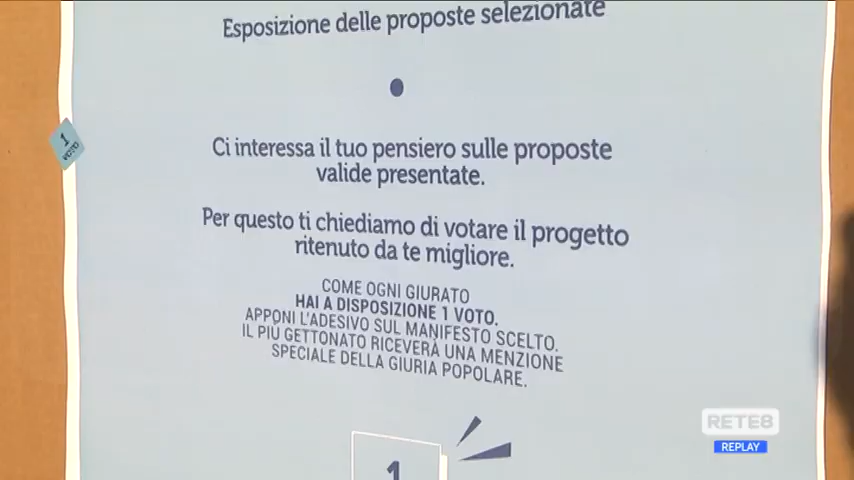 Esposizione delle proposte selezionate
1
VOTO
Ci interessa il tuo pensiero sulle proposte
valide presentate.
Per questo ti chiediamo di votare il progetto
ritenuto da te migliore.
COME OGNI GIURATO
HAI A DISPOSIZIONE 1 VOTO.
APPONI L'ADESIVO SUL MANIFESTO SCELTO.
IL PIÙ GETTONATO RICEVERÀ UNA MENZIONE
SPECIALE DELLA GIURIA POPOLARE.
1
RETE8
REPLAY